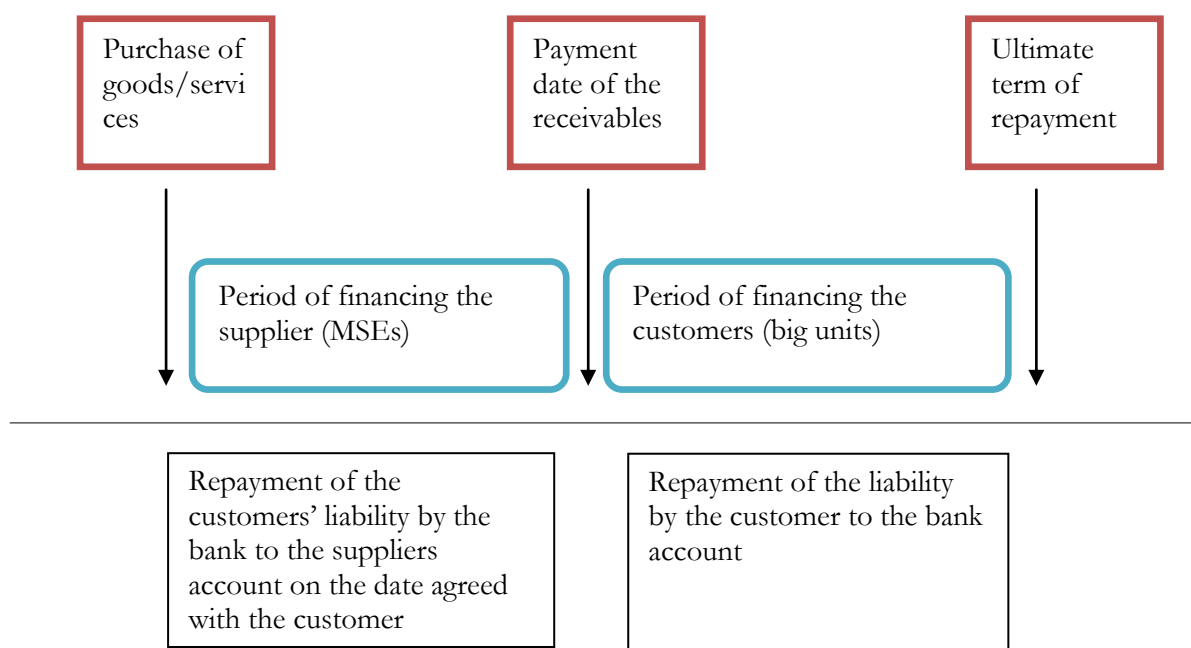 Purchase of
goods/servi
ces
Payment
date of the
receivables
Ultimate
term of
repayment
Period of financing the
supplier (MSEs)
Period of financing the
customers (big units)
Repayment of the
customers’ liability by the
bank to the suppliers
account on the date agreed
with the customer
Repayment of the liability
by the customer to the bank
account